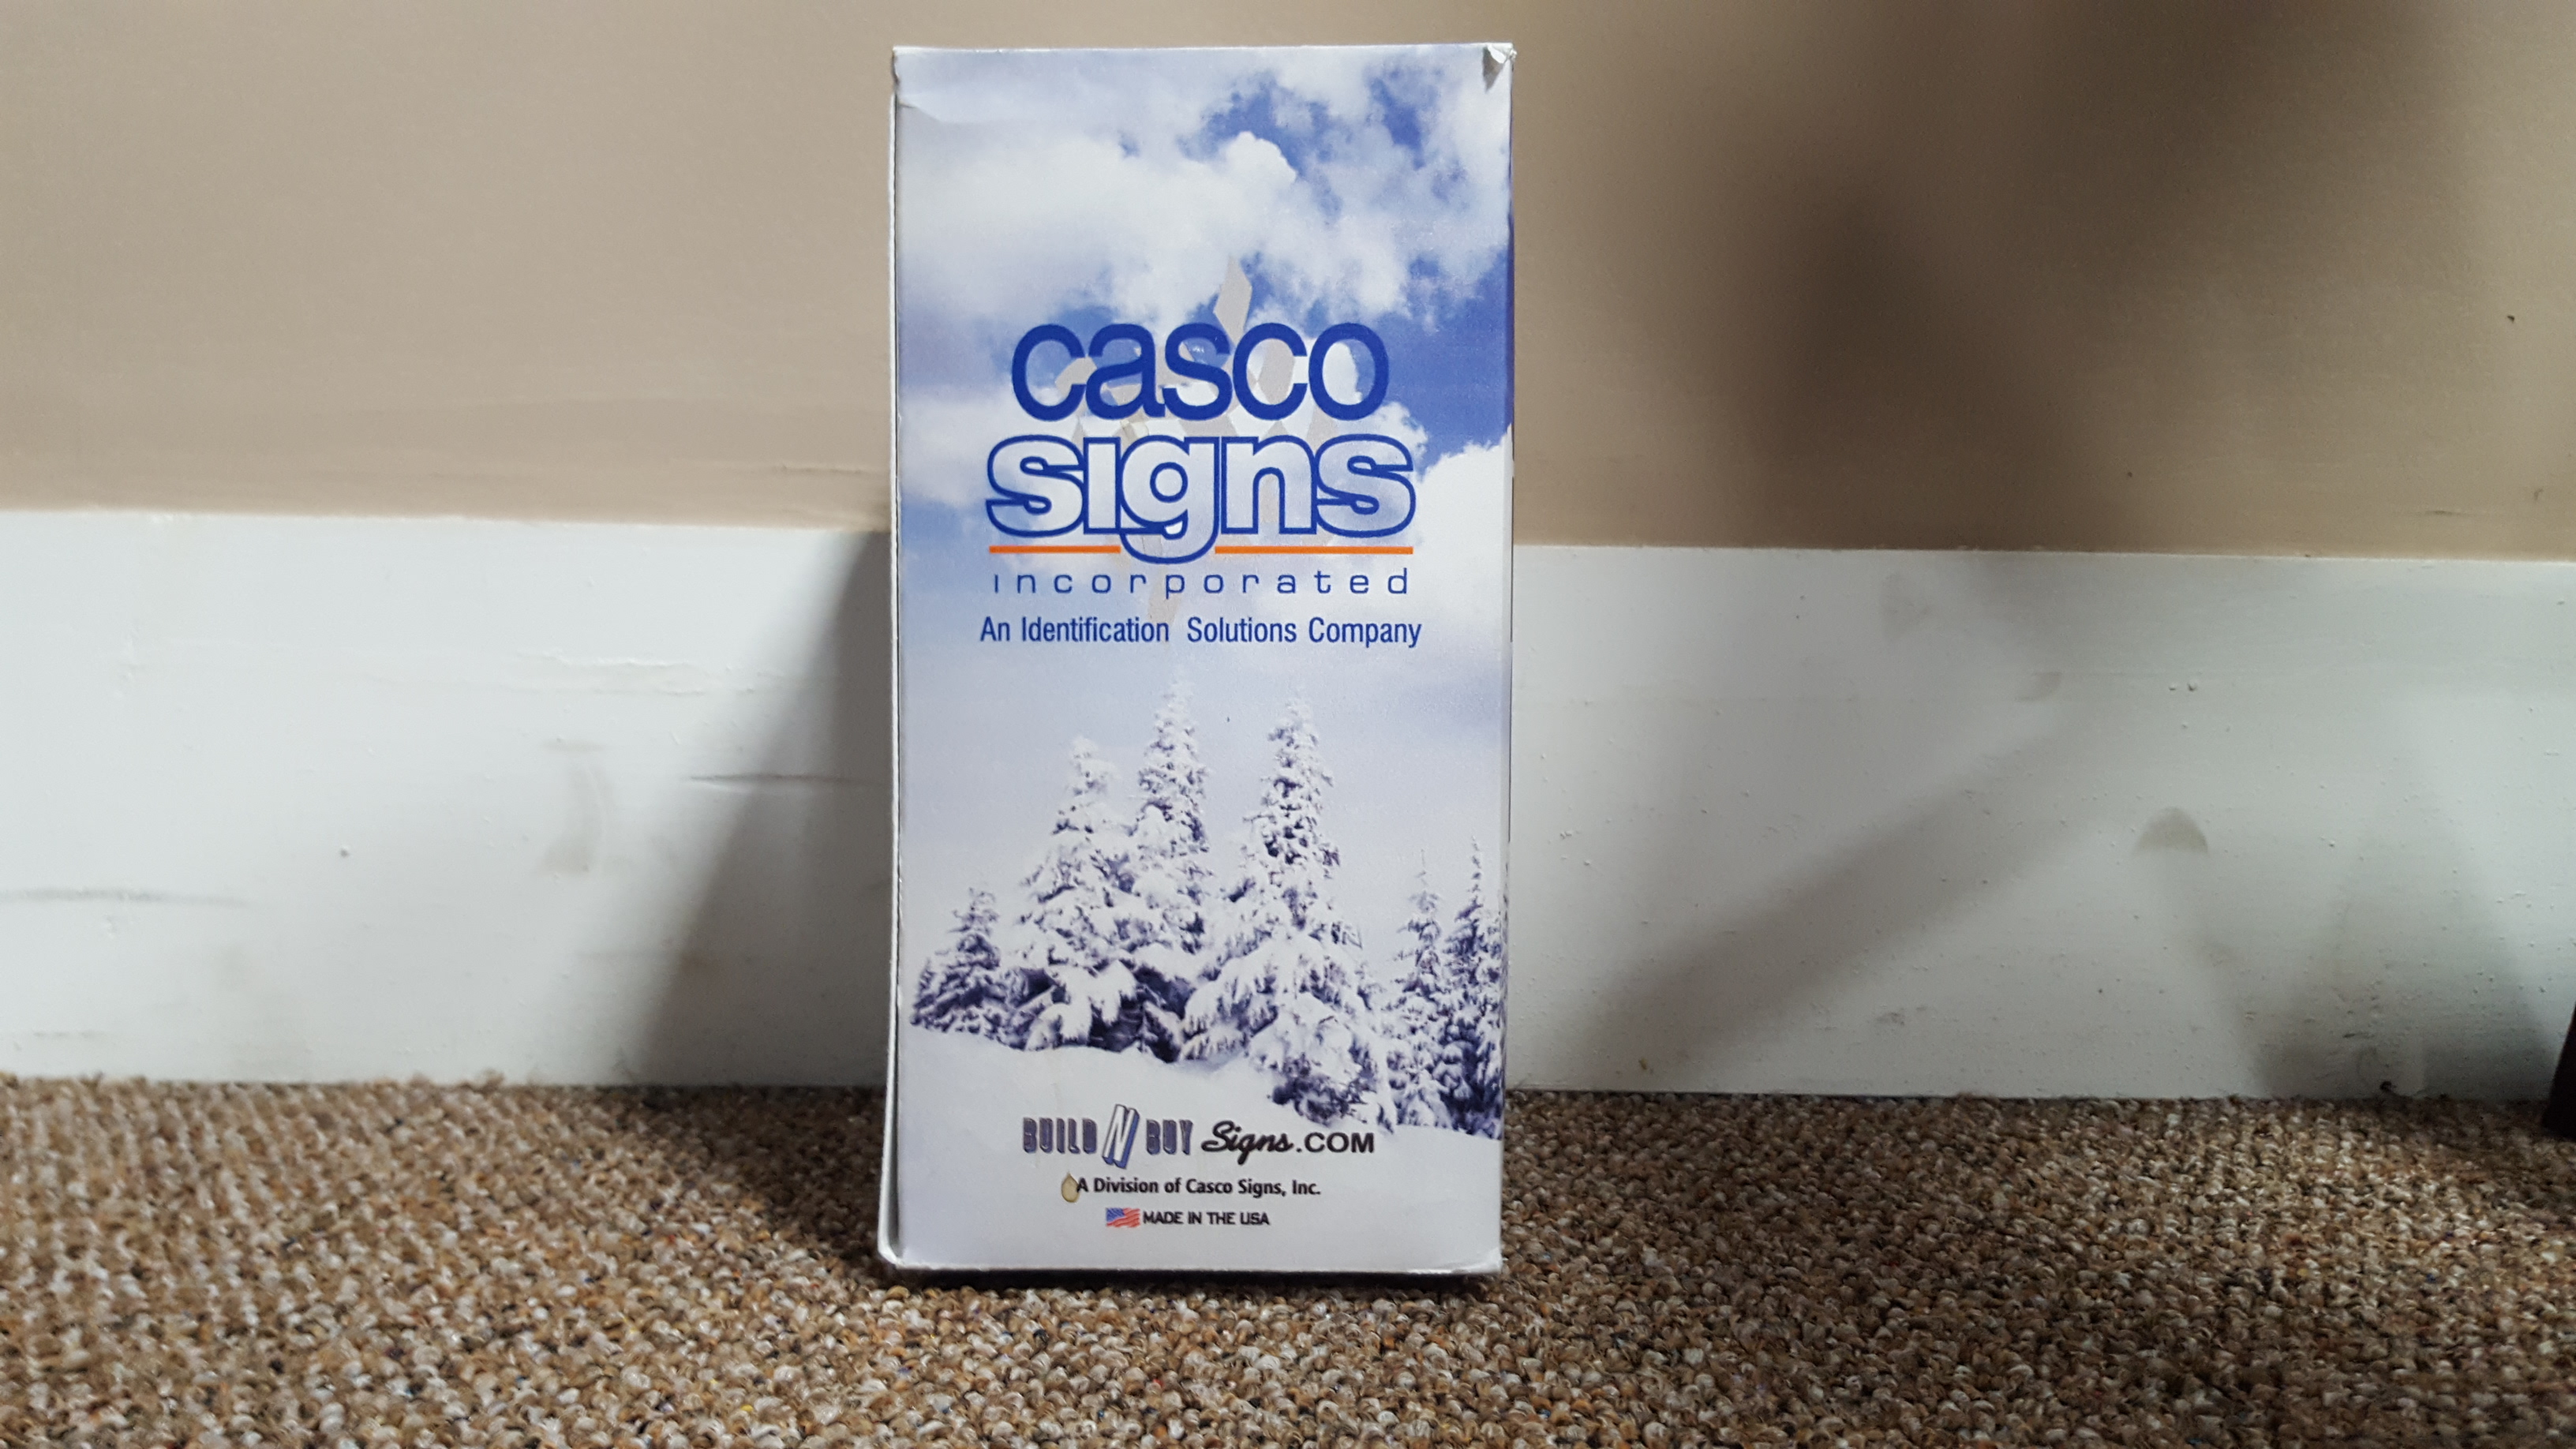 casco
signs
incorporated
An Identification Solutions Company
BUILD N BUY Signs.COM
A Division of Casco Signs, Inc.
MADE IN THE USA